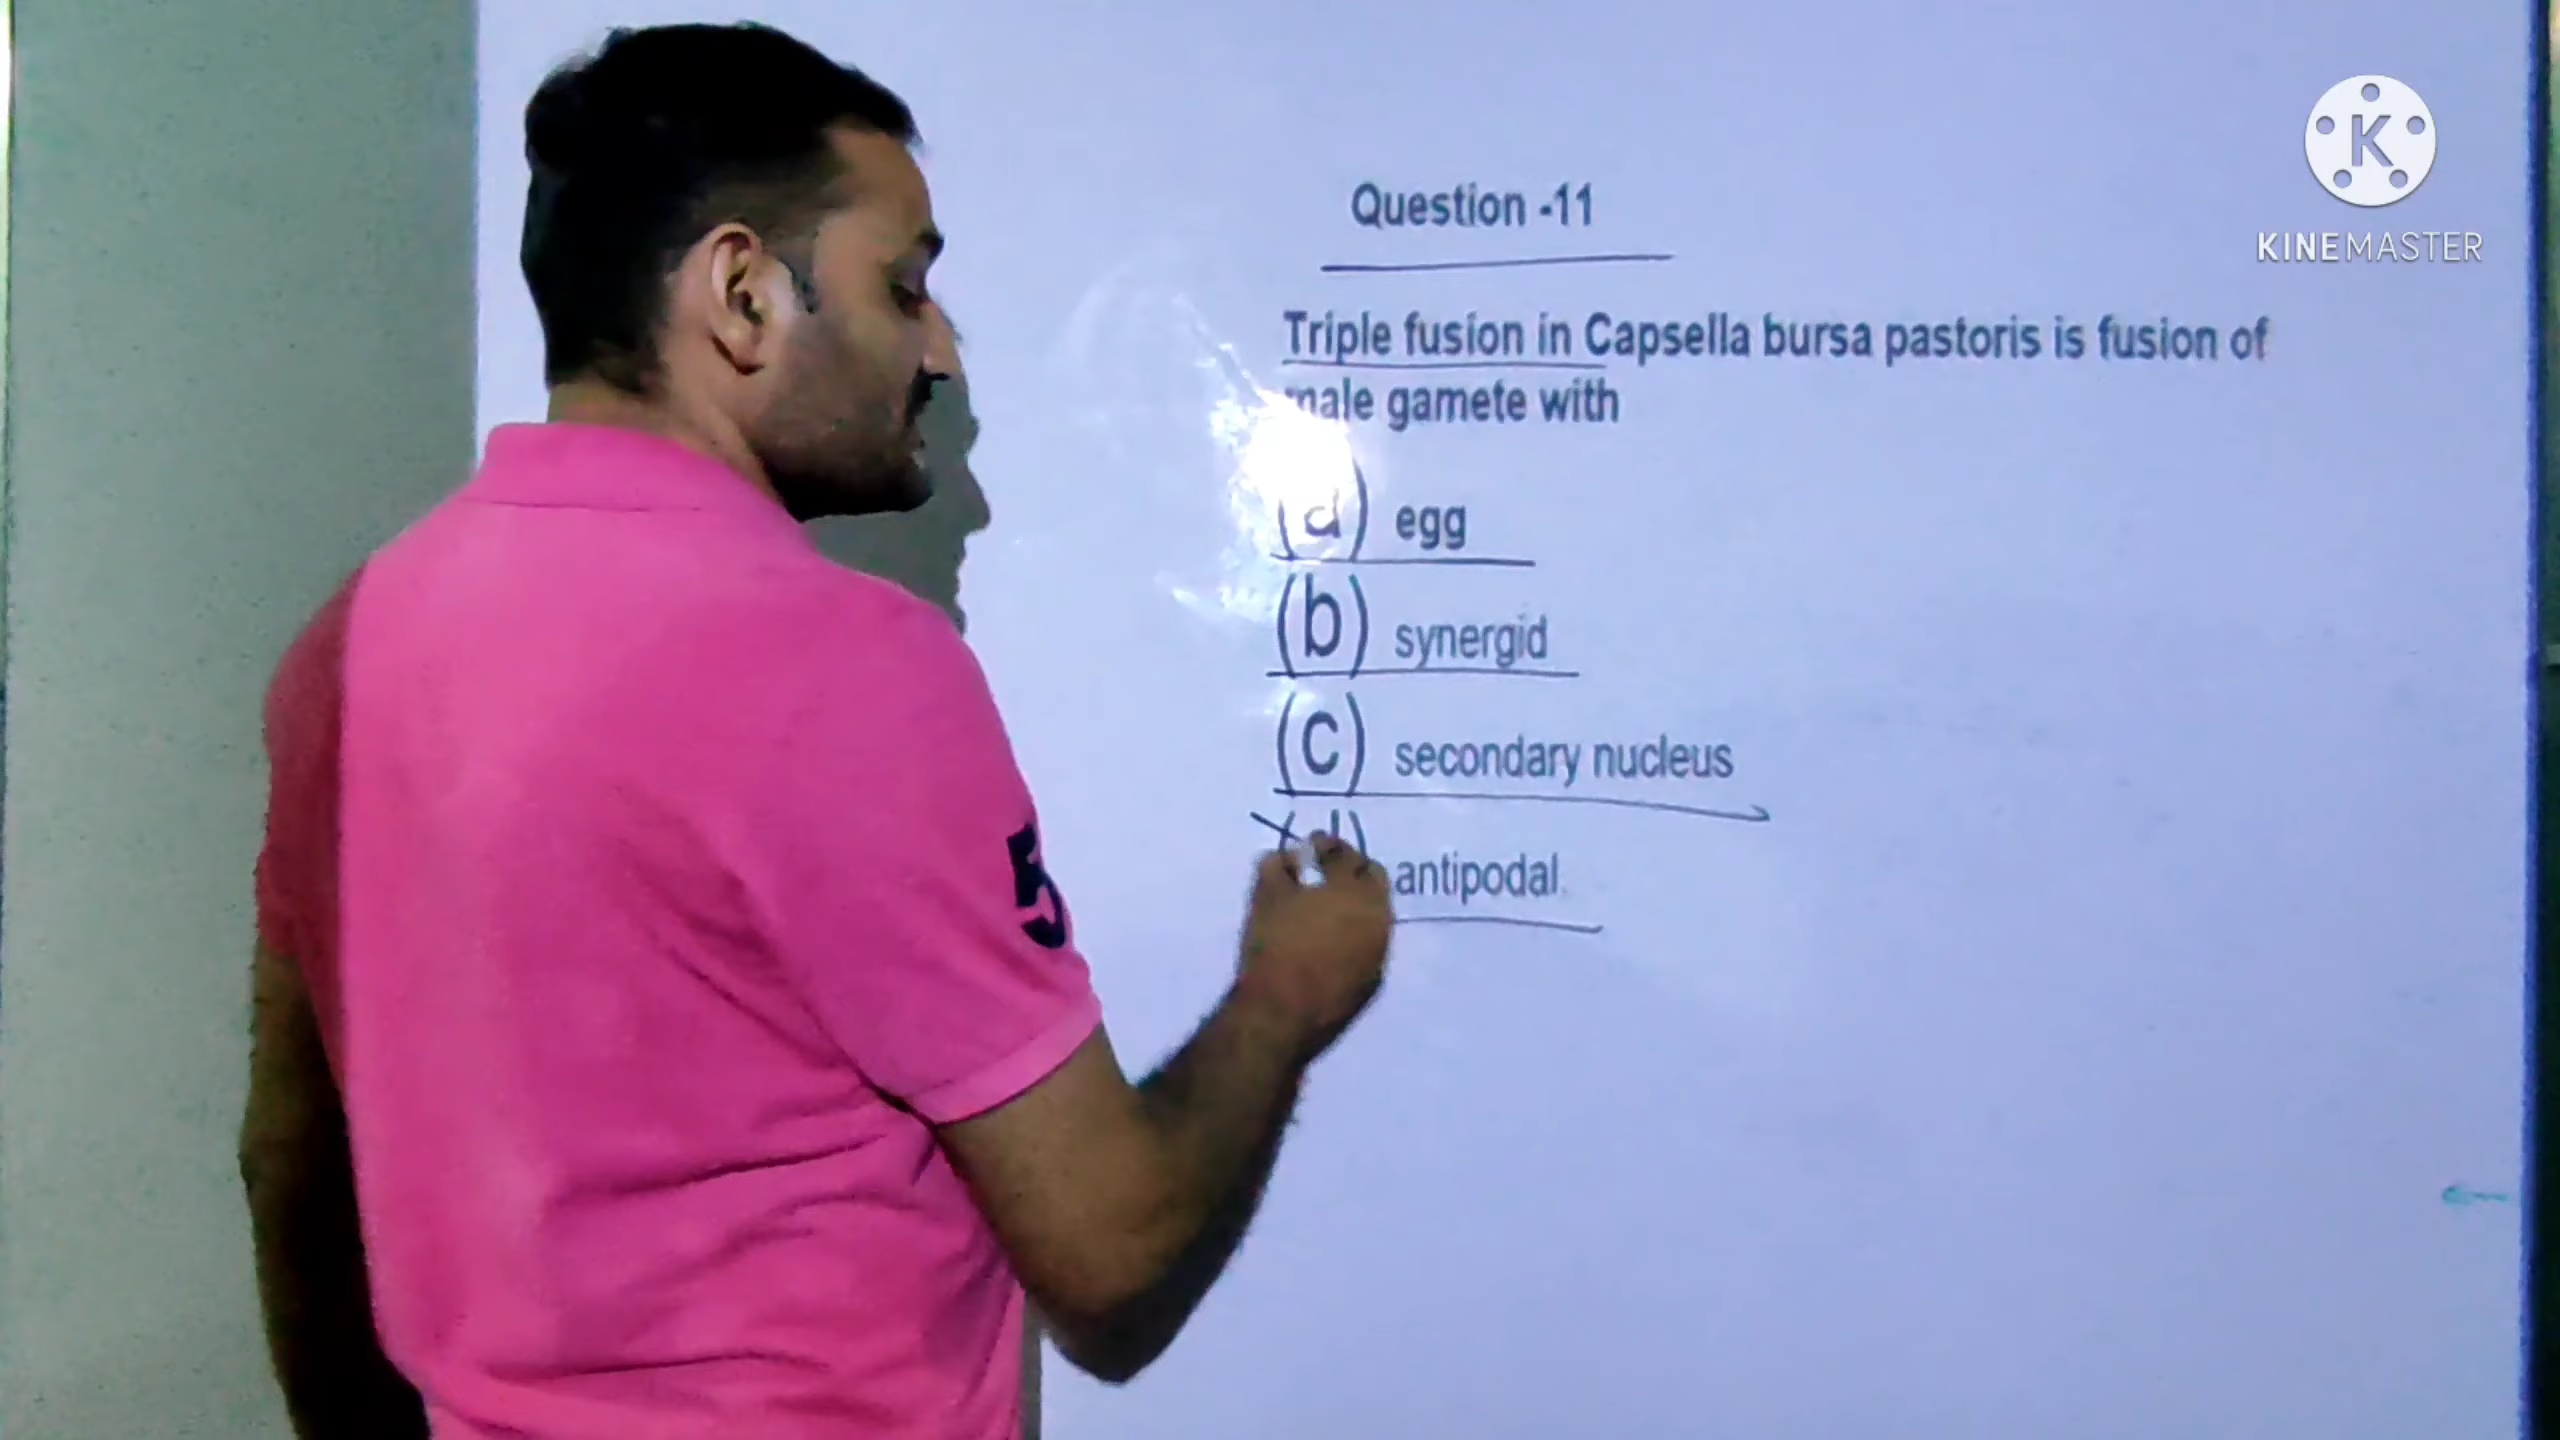 Question -11
KINEMASTER
Triple fusion in Capsella bursa pastoris is fusion of
male gamete with
(a) egg
(b) synergid
(c) secondary nucleus
(d) antipodal
5